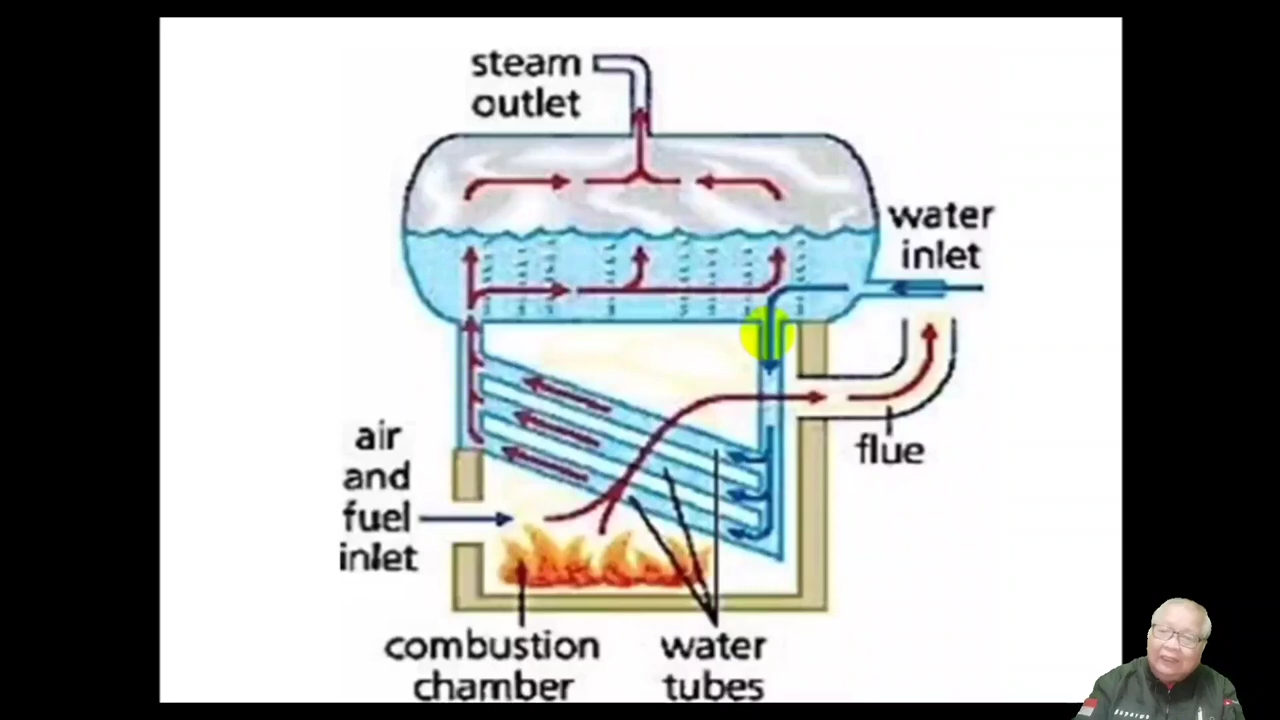 steam
outlet
water
inlet
air
and
fuel
inlet
flue
combustion
chamber
water
tubes